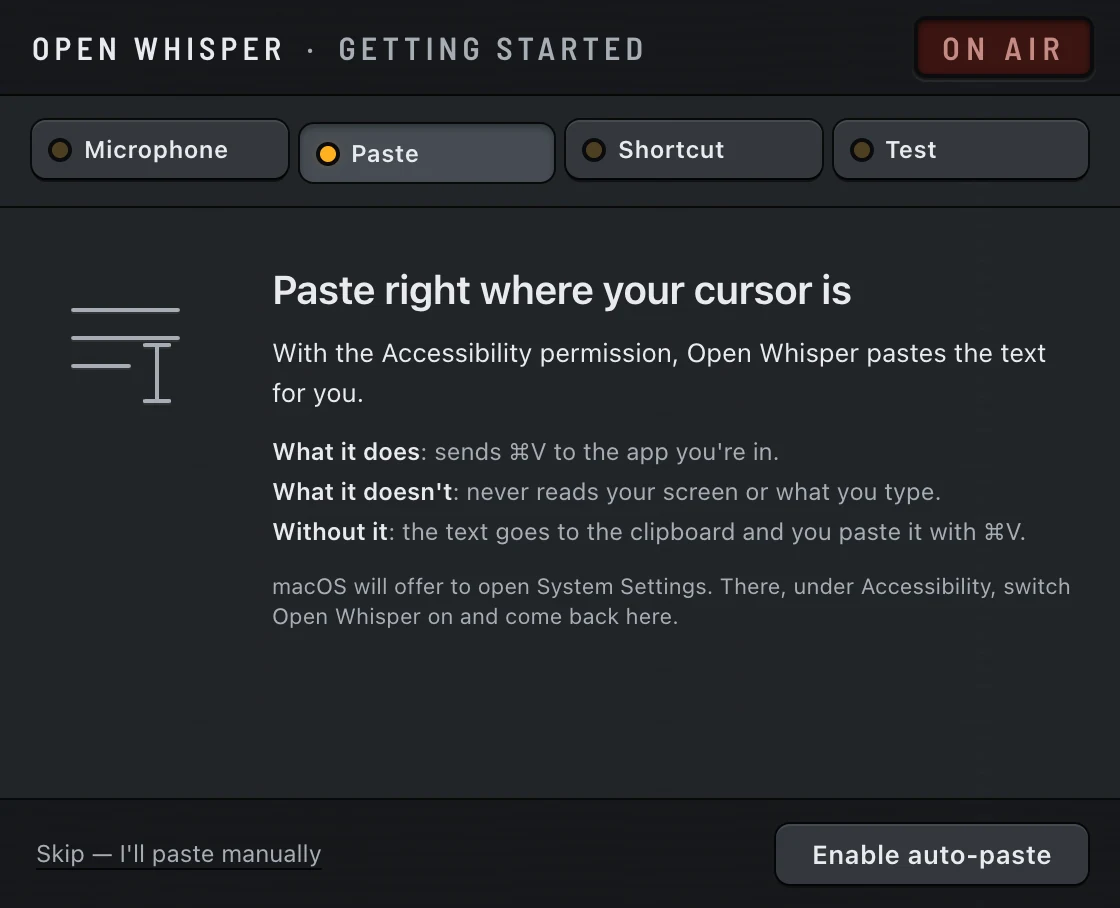 OPEN WHISPER · GETTING STARTED
ON AIR
Microphone
Paste
Shortcut
Test
Paste right where your cursor is
With the Accessibility permission, Open Whisper pastes the text
for you.
What it does: sends ⌘V to the app you're in.
What it doesn't: never reads your screen or what you type.
Without it: the text goes to the clipboard and you paste it with ⌘V.
macOS will offer to open System Settings. There, under Accessibility, switch
Open Whisper on and come back here.
Skip — I'll paste manually
Enable auto-paste